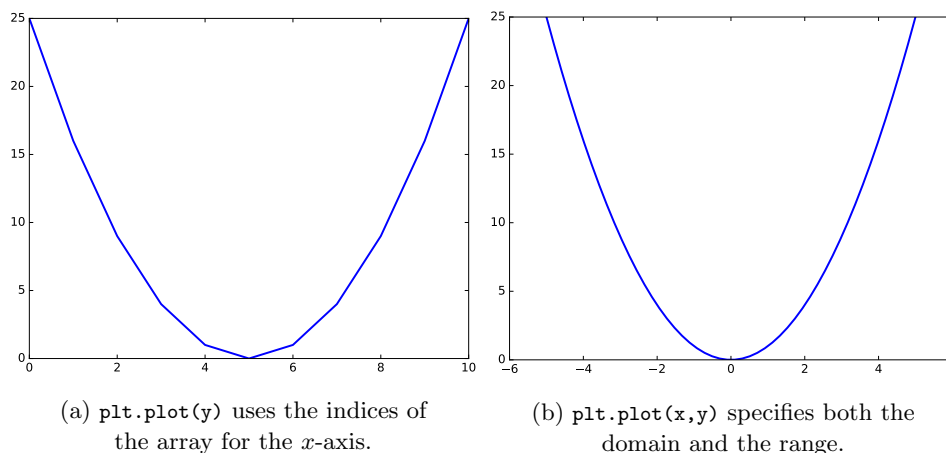 25
20
15
10
5
0
0 2 4 6 8 10
(a) plt.plot(y) uses the indices of
the array for the x-axis.
25
20
15
10
5
0
−6 −4 −2 0 2 4
(b) plt.plot(x,y) specifies both the
domain and the range.